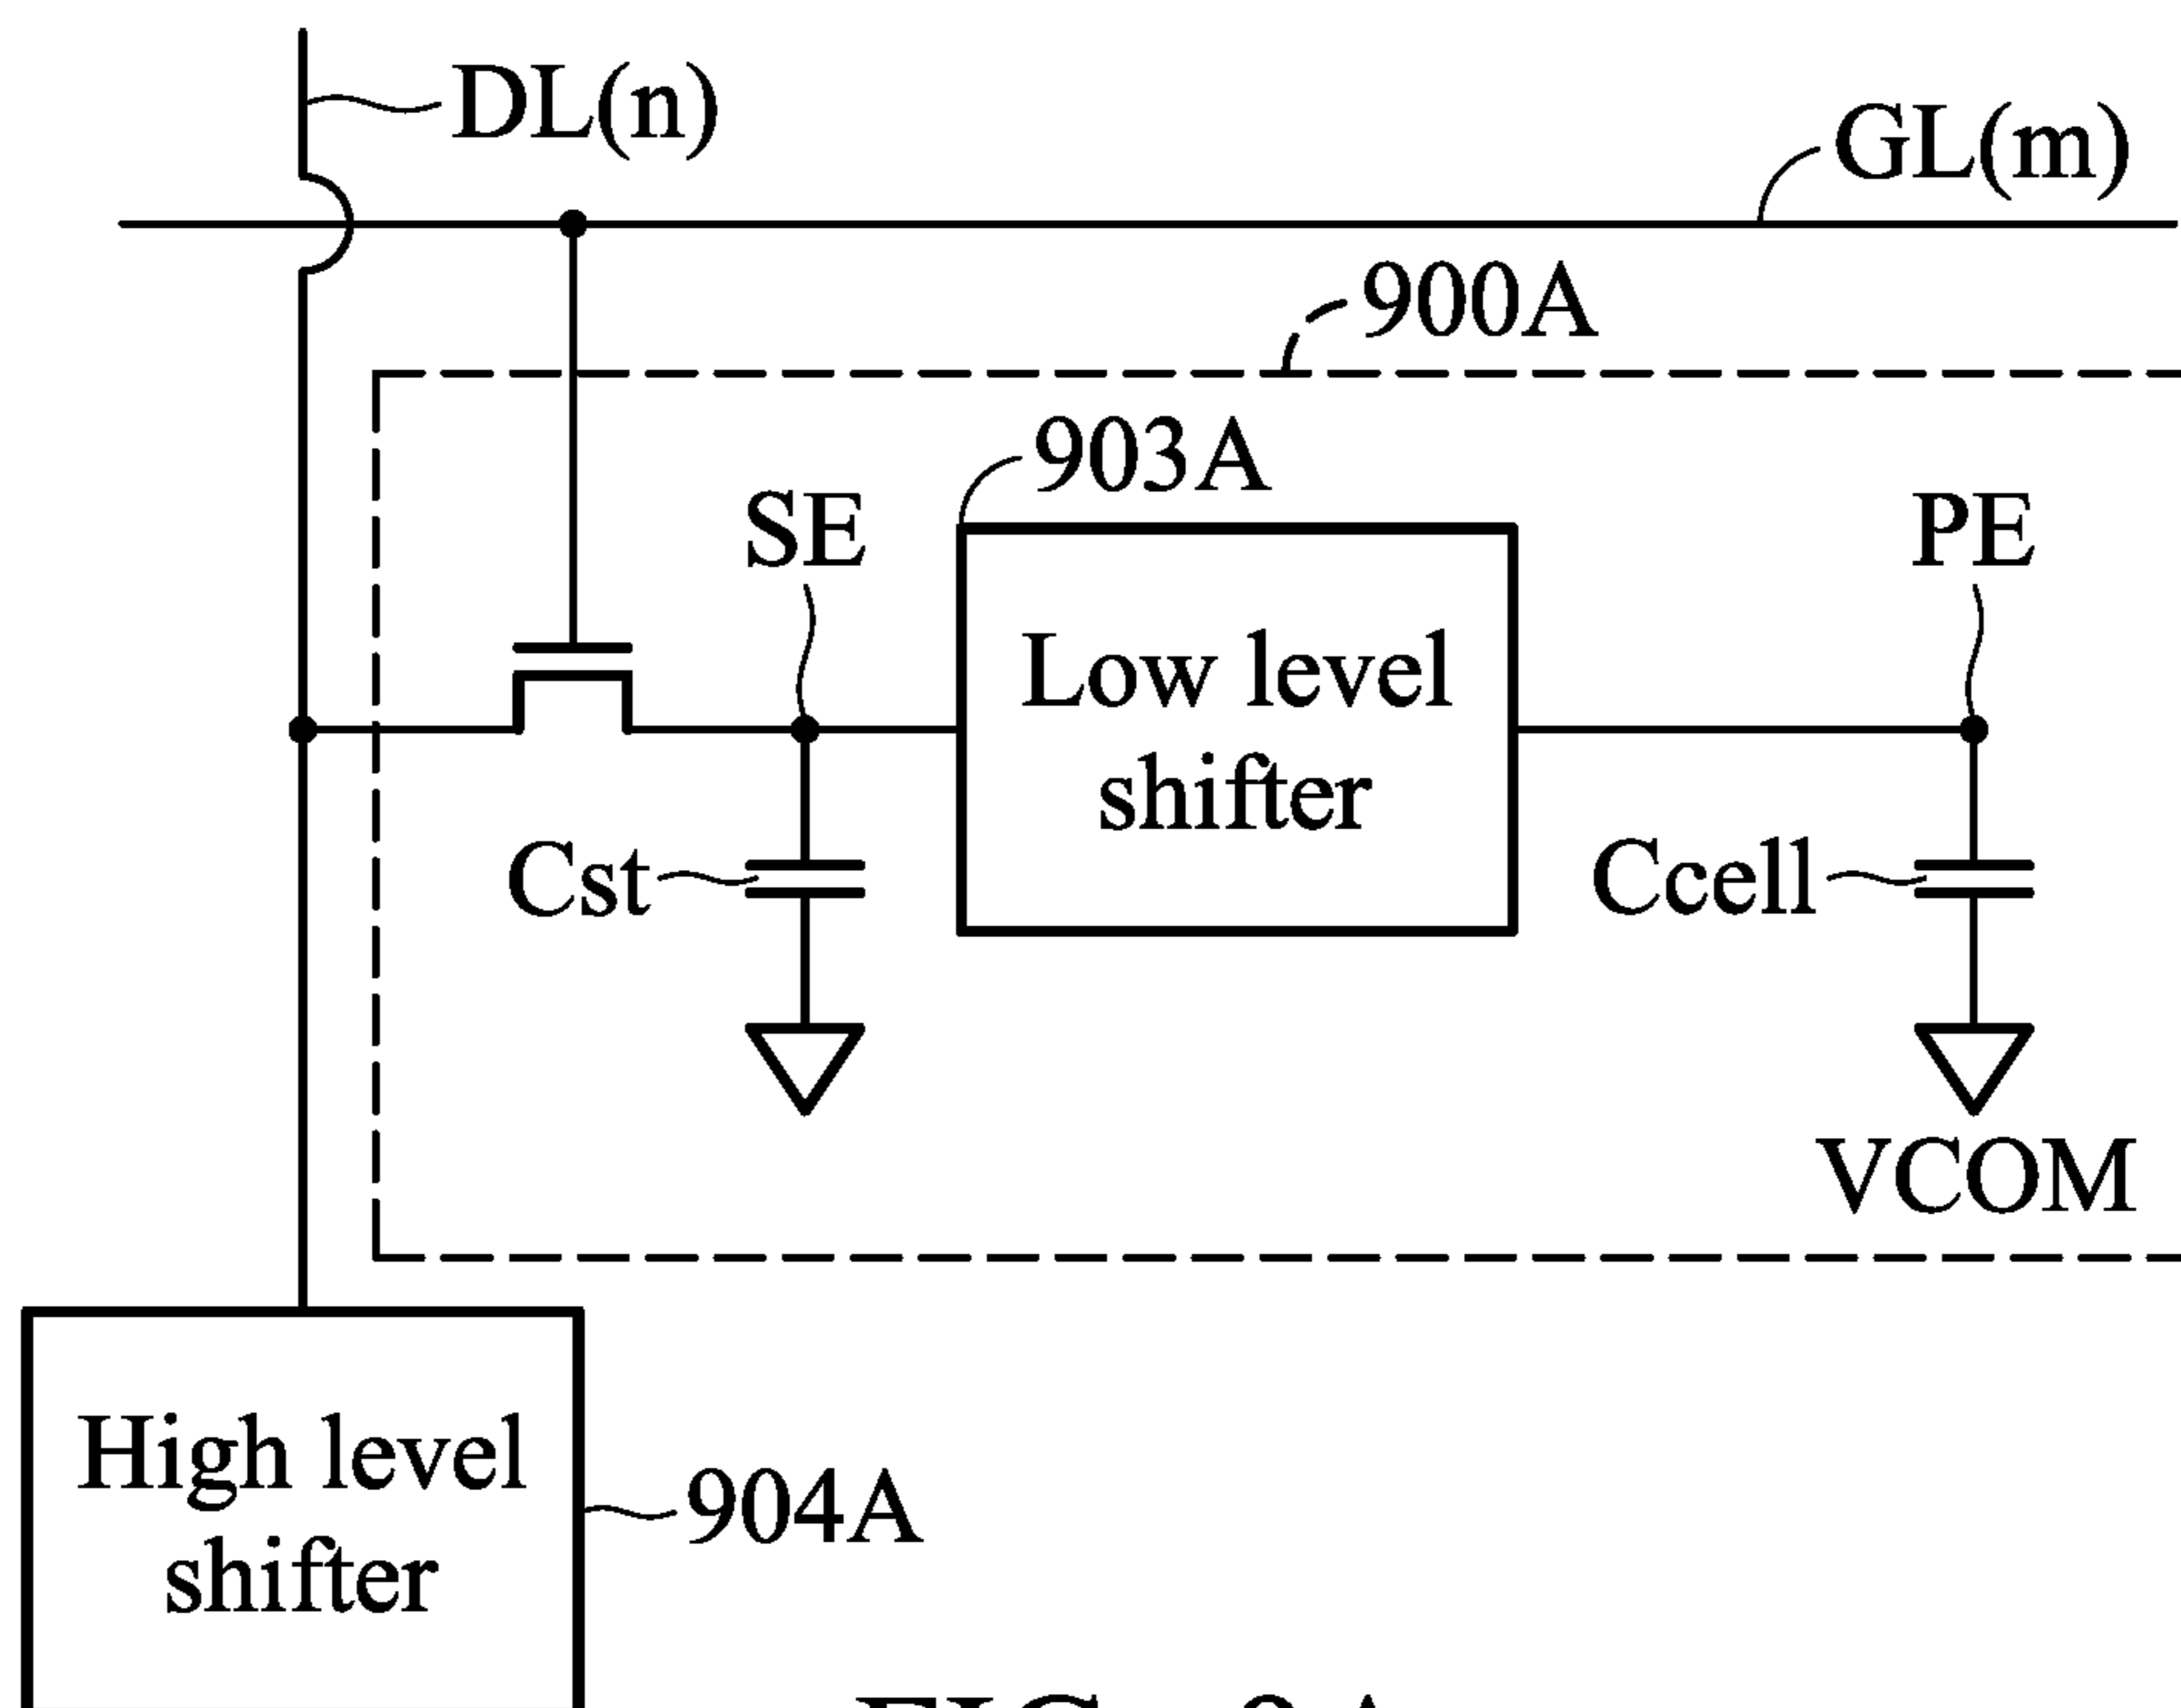 DL(n)
GL(m)
900A
903A
SE
PE
Low level
shifter
Cst
Ccell
VCOM
High level
shifter
904A